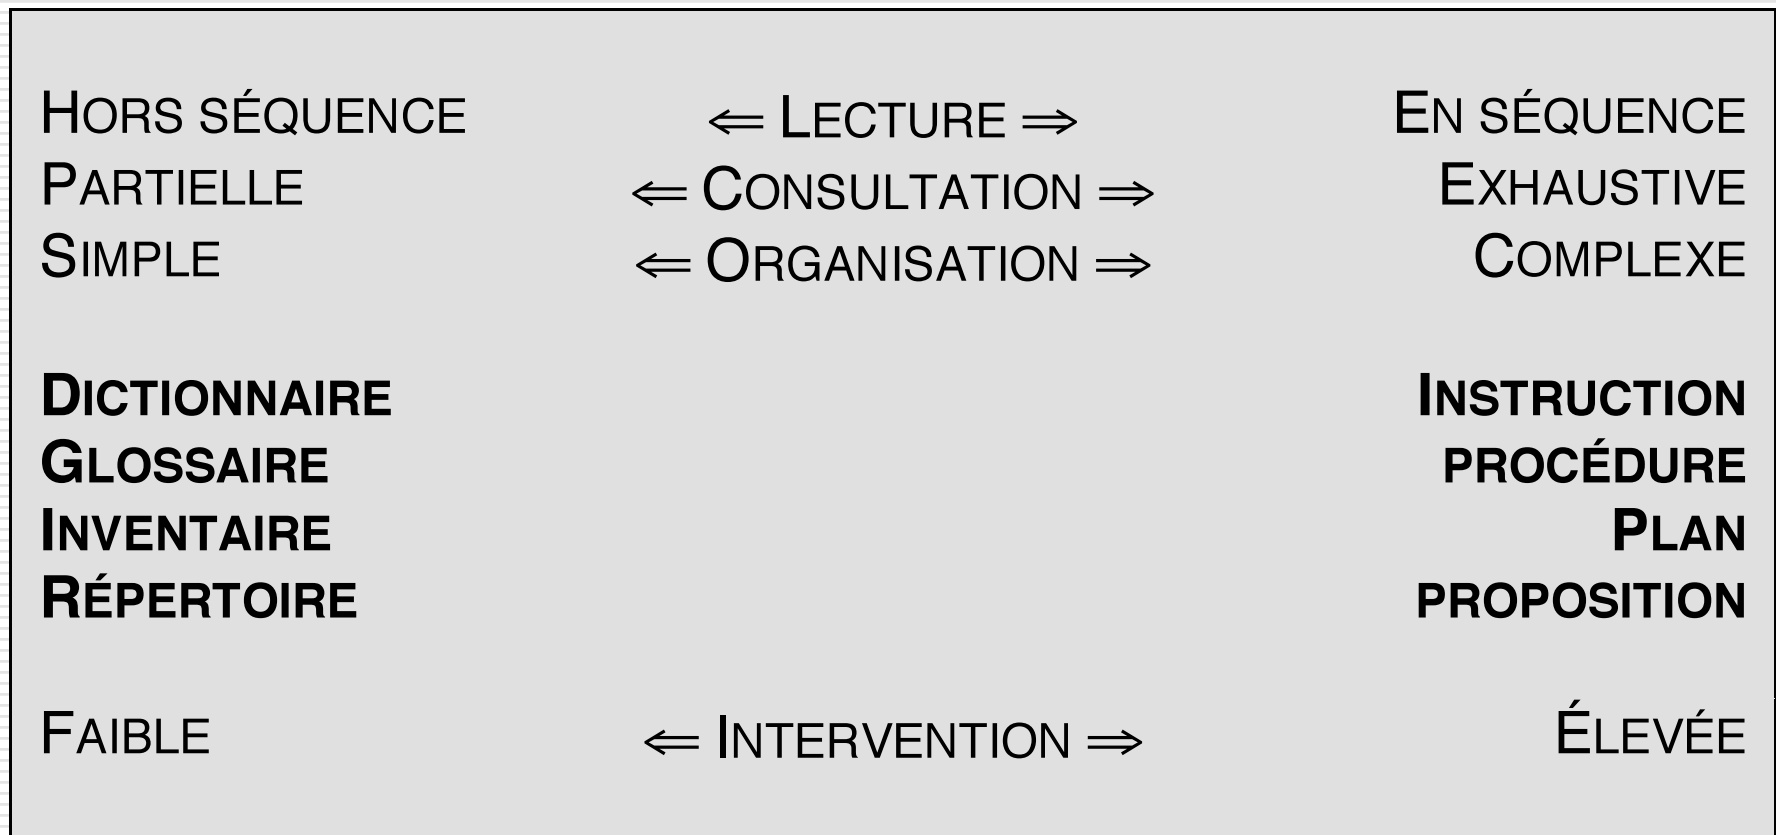 HORS SÉQUENCE ⇐ LECTURE ⇒ EN SÉQUENCE
PARTIELLE ⇐ CONSULTATION ⇒ EXHAUSTIVE
SIMPLE ⇐ ORGANISATION ⇒ COMPLEXE
DICTIONNAIRE INSTRUCTION
GLOSSAIRE PROCÉDURE
INVENTAIRE PLAN
RÉPERTOIRE PROPOSITION
FAIBLE ⇐ INTERVENTION ⇒ ÉLEVÉE